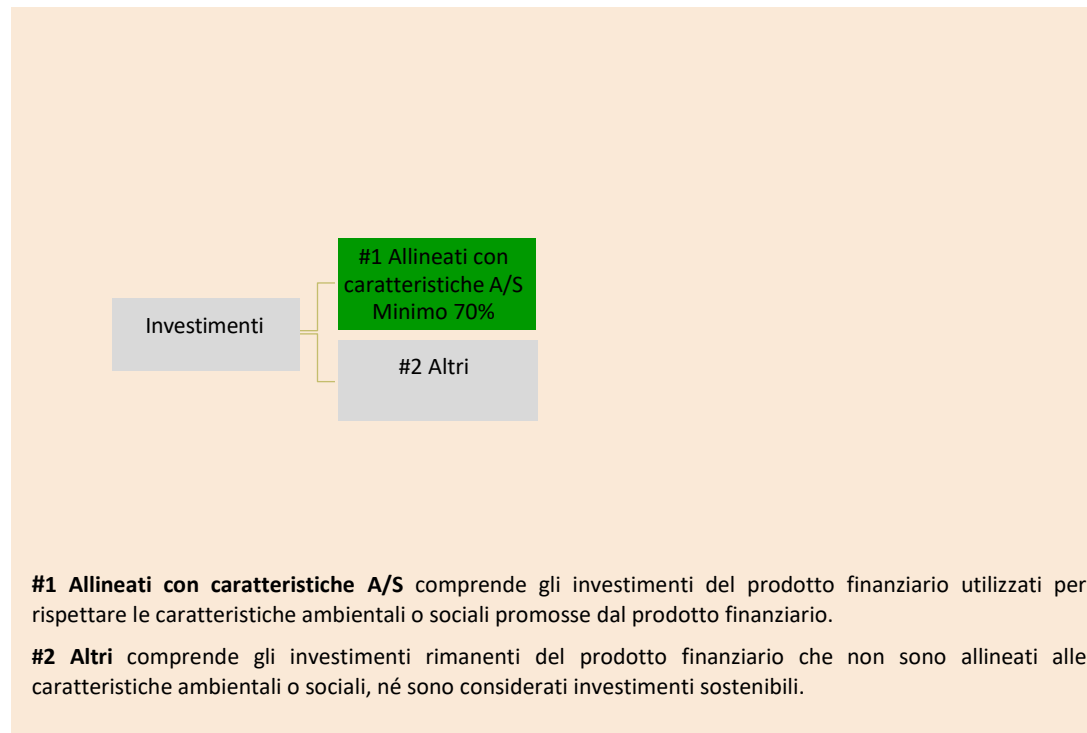 #1 Allineati con
caratteristiche A/S
Minimo 70%
Investimenti
#2 Altri
#1 Allineati con caratteristiche A/S comprende gli investimenti del prodotto finanziario utilizzati per
rispettare le caratteristiche ambientali o sociali promosse dal prodotto finanziario.
#2 Altri comprende gli investimenti rimanenti del prodotto finanziario che non sono allineati alle
caratteristiche ambientali o sociali, né sono considerati investimenti sostenibili.